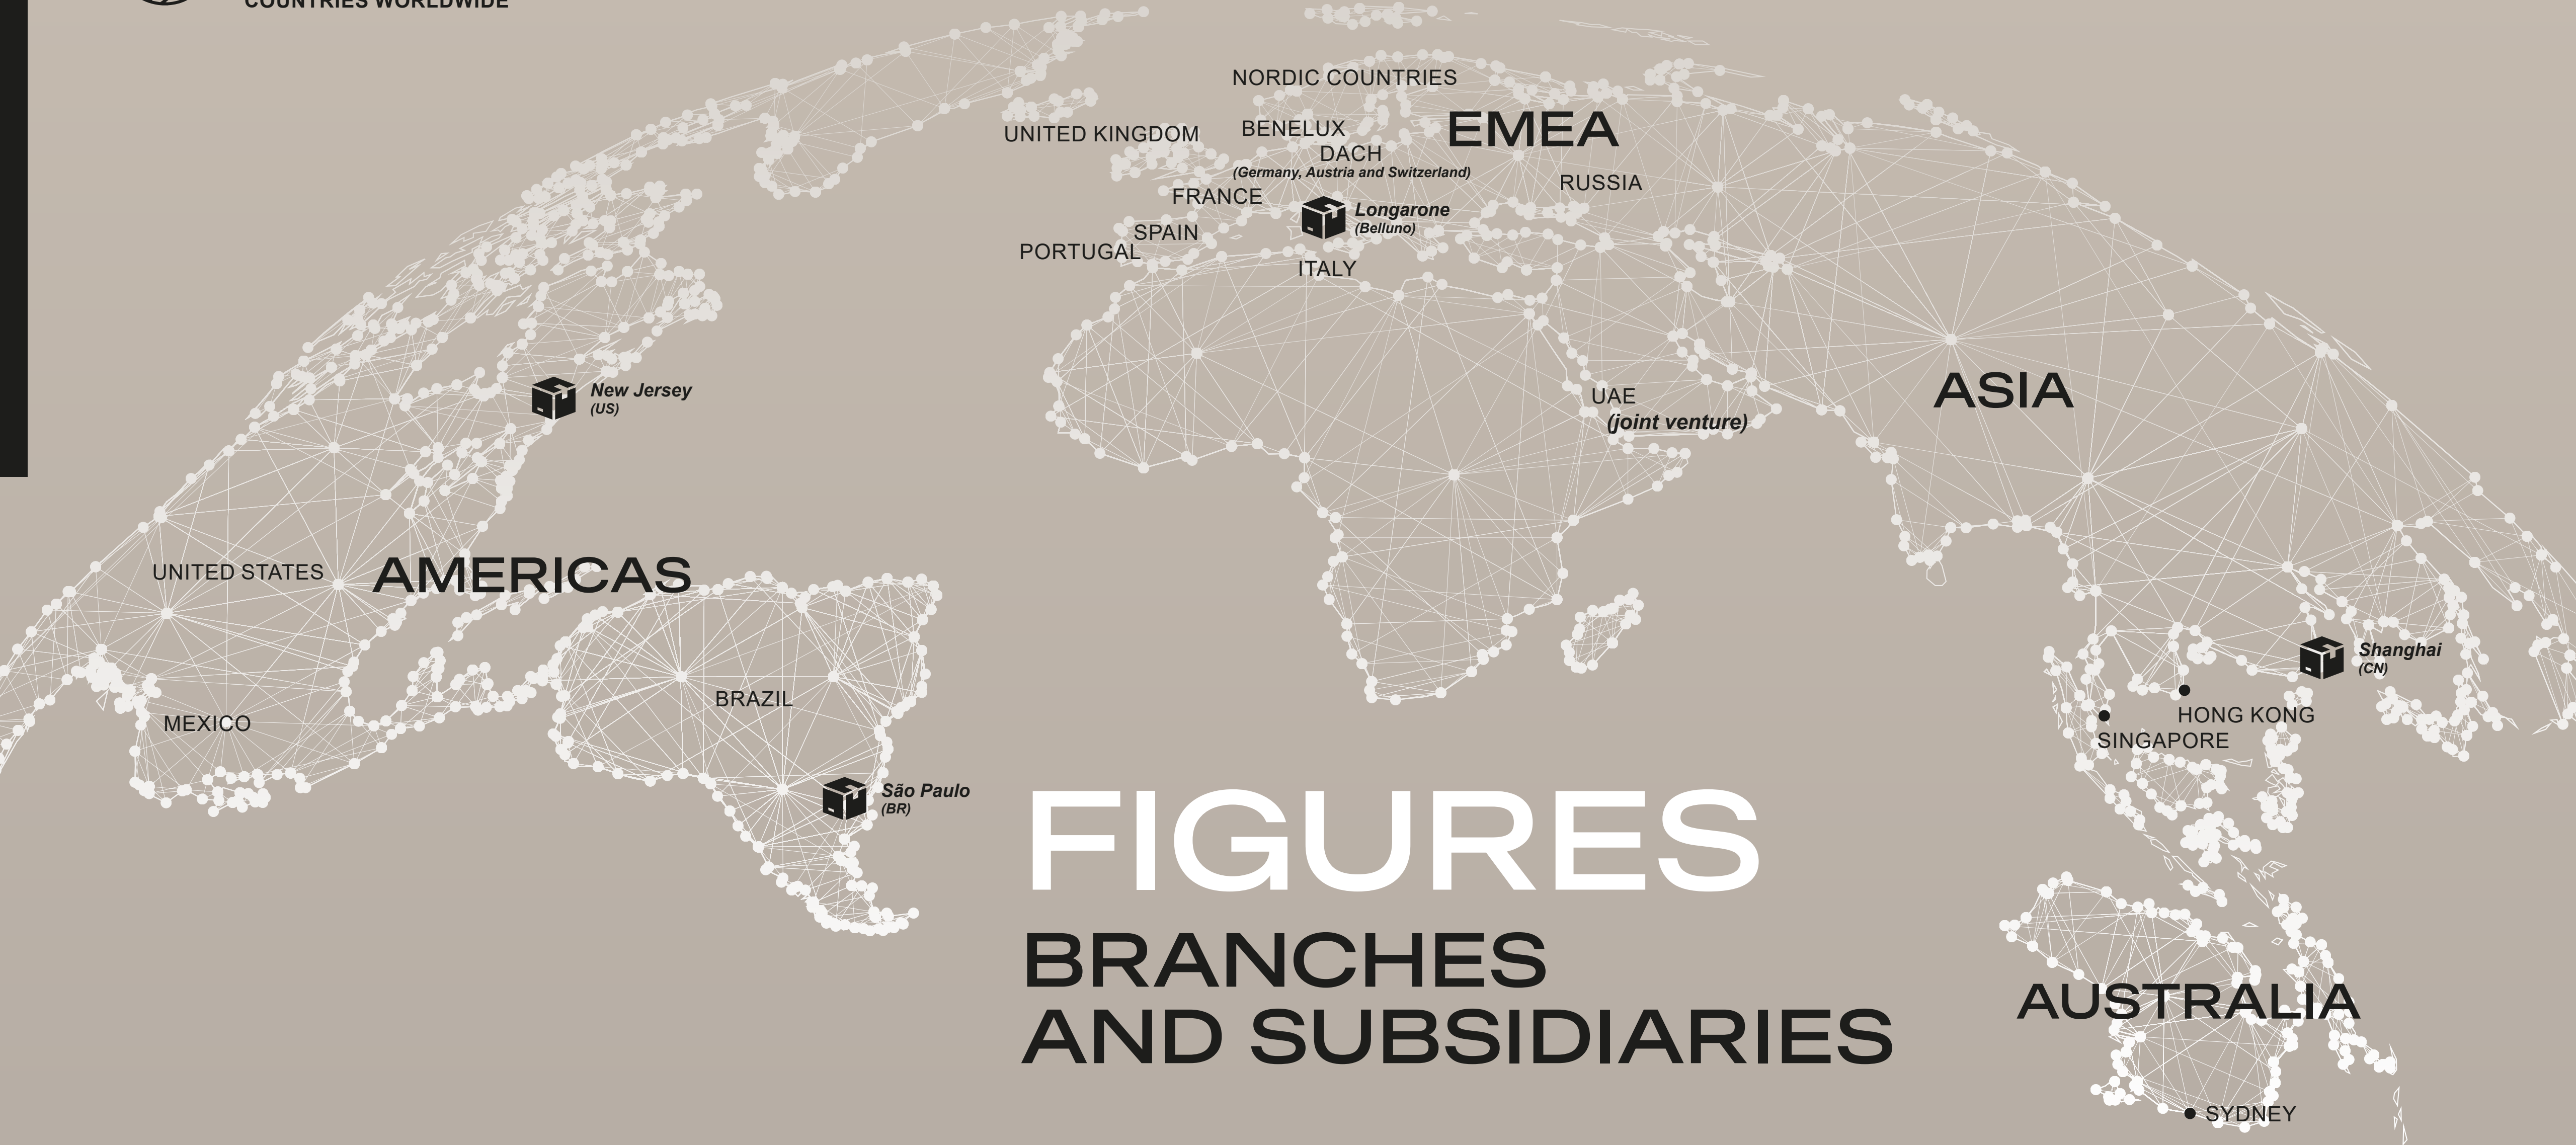 COUNTRIES WORLDWIDE
NORDIC COUNTRIES
UNITED KINGDOM
BENELUX
EMEA
DACH
(Germany, Austria and Switzerland)
RUSSIA
FRANCE
Longarone
(Belluno)
SPAIN
PORTUGAL
ITALY
New Jersey
(US)
UAE
(joint venture)
ASIA
UNITED STATES
AMERICAS
MEXICO
BRAZIL
São Paulo
(BR)
Shanghai
(CN)
HONG KONG
SINGAPORE
FIGURES
BRANCHES
AND SUBSIDIARIES
AUSTRALIA
SYDNEY